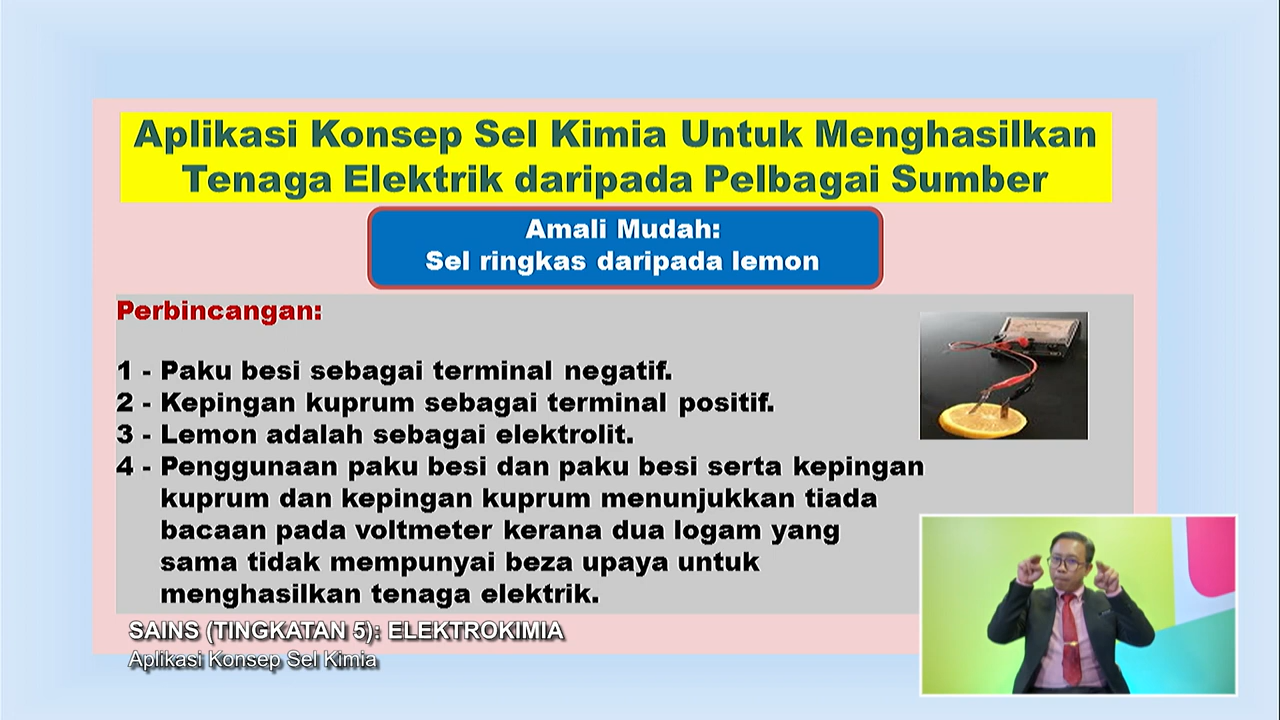 Aplikasi Konsep Sel Kimia Untuk Menghasilkan
Tenaga Elektrik daripada Pelbagai Sumber
Amali Mudah:
Sel ringkas daripada lemon
Perbincangan:
1 - Paku besi sebagai terminal negatif.
2 - Kepingan kuprum sebagai terminal positif.
3 - Lemon adalah sebagai elektrolit.
4 - Penggunaan paku besi dan paku besi serta kepingan
kuprum dan kepingan kuprum menunjukkan tiada
bacaan pada voltmeter kerana dua logam yang
sama tidak mempunyai beza upaya untuk
menghasilkan tenaga elektrik.
SAINS (TINGKATAN 5): ELEKTROKIMIA
Aplikasi Konsep Sel Kimia